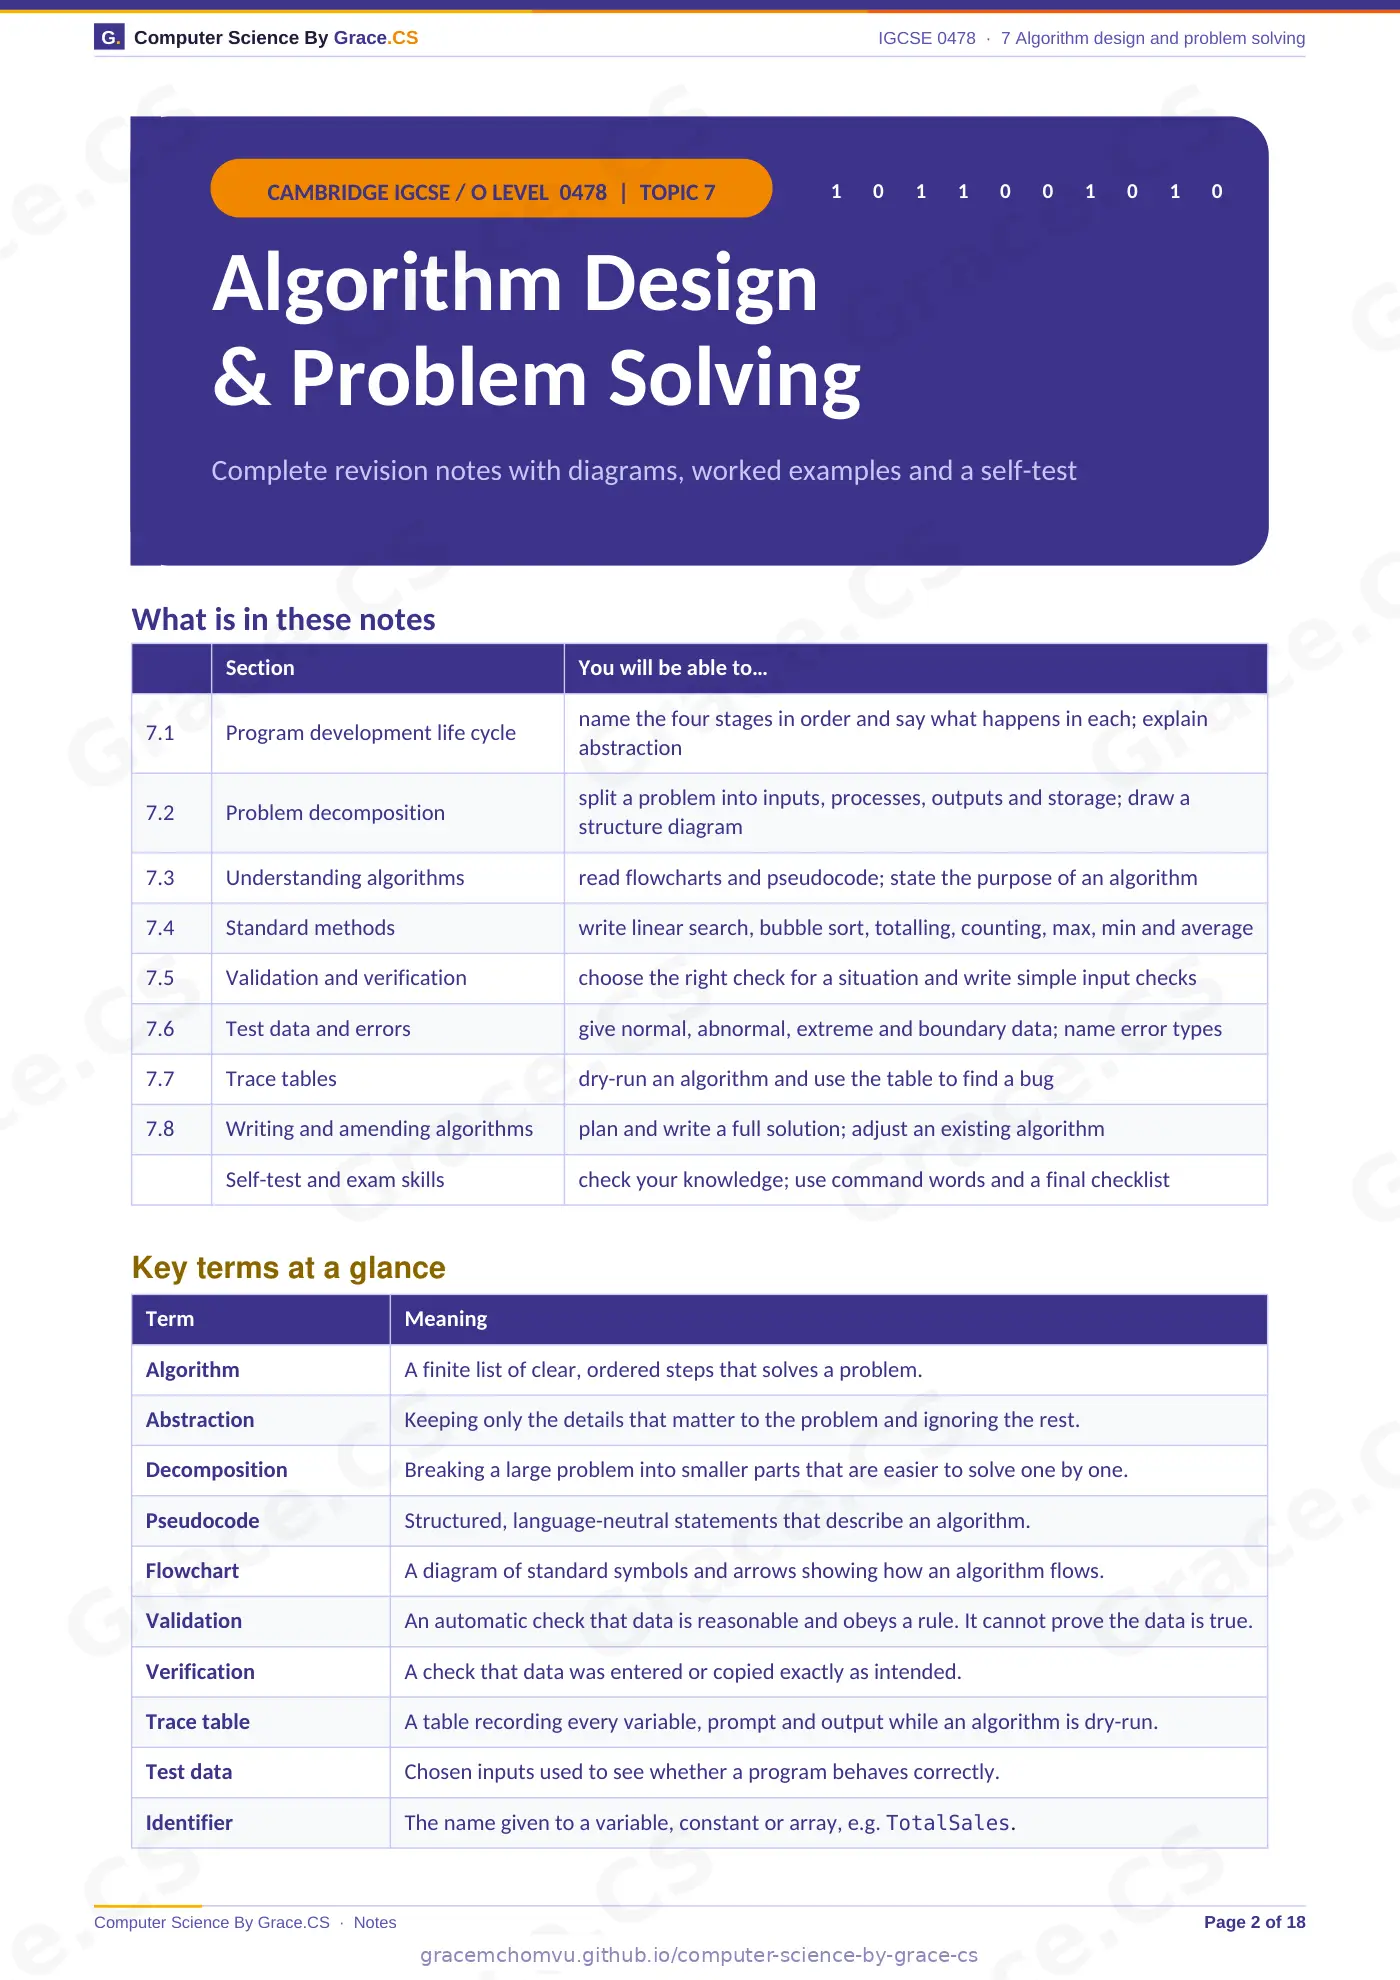 G. Computer Science By Grace.CS
IGCSE 0478 · 7 Algorithm design and problem solving
CAMBRIDGE IGCSE / O LEVEL 0478 | TOPIC 7
1 0 1 1 0 0 1 0 1 0
Algorithm Design
& Problem Solving
Complete revision notes with diagrams, worked examples and a self-test
What is in these notes
Section You will be able to...
7.1 Program development life cycle name the four stages in order and say what happens in each; explain
abstraction
7.2 Problem decomposition split a problem into inputs, processes, outputs and storage; draw a
structure diagram
7.3 Understanding algorithms read flowcharts and pseudocode; state the purpose of an algorithm
7.4 Standard methods write linear search, bubble sort, totalling, counting, max, min and average
7.5 Validation and verification choose the right check for a situation and write simple input checks
7.6 Test data and errors give normal, abnormal, extreme and boundary data; name error types
7.7 Trace tables dry-run an algorithm and use the table to find a bug
7.8 Writing and amending algorithms plan and write a full solution; adjust an existing algorithm
Self-test and exam skills check your knowledge; use command words and a final checklist
Key terms at a glance
Term Meaning
Algorithm A finite list of clear, ordered steps that solves a problem.
Abstraction Keeping only the details that matter to the problem and ignoring the rest.
Decomposition Breaking a large problem into smaller parts that are easier to solve one by one.
Pseudocode Structured, language-neutral statements that describe an algorithm.
Flowchart A diagram of standard symbols and arrows showing how an algorithm flows.
Validation An automatic check that data is reasonable and obeys a rule. It cannot prove the data is true.
Verification A check that data was entered or copied exactly as intended.
Trace table A table recording every variable, prompt and output while an algorithm is dry-run.
Test data Chosen inputs used to see whether a program behaves correctly.
Identifier The name given to a variable, constant or array, e.g. TotalSales.
Computer Science By Grace.CS · Notes
Page 2 of 18
gracemchomvu.github.io/computer-science-by-grace-cs